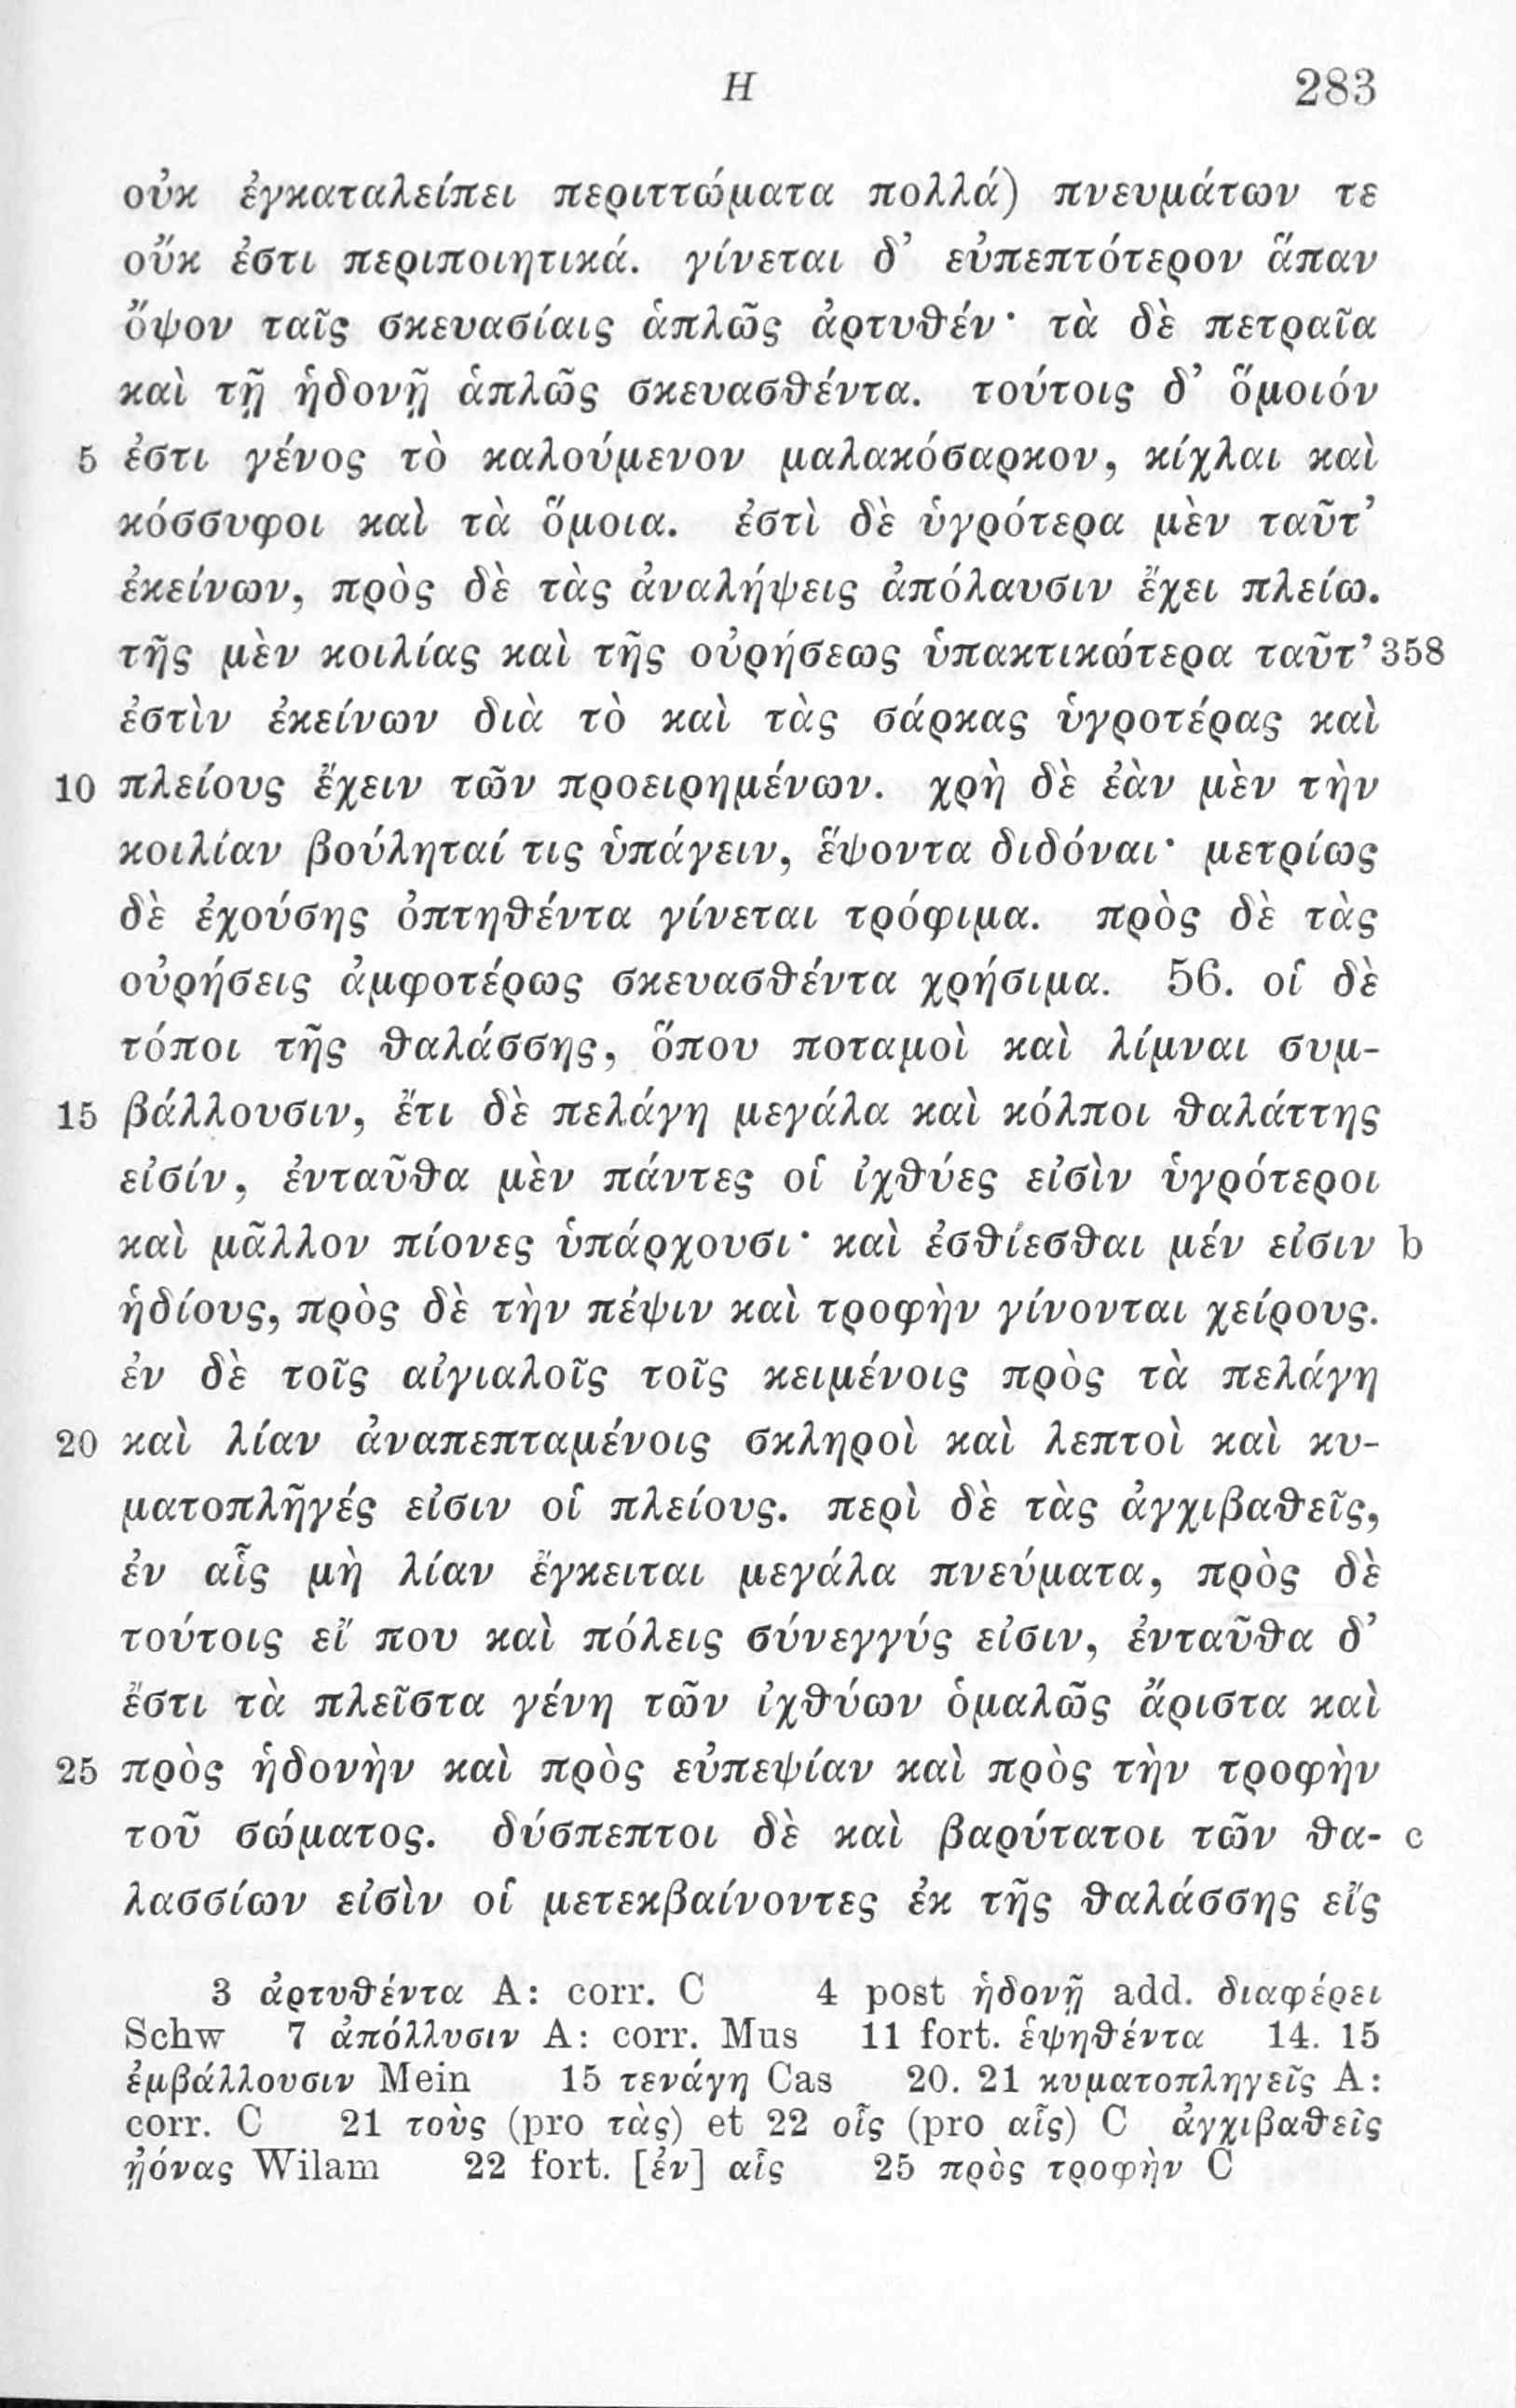 H 283
οὐκ ἐγκαταλείπει περιττώματα πολλά) πνευμάτων τε
οὔκ ἐστι περιποιητικά. γίνεται δ’ εὐπεπτότερον ἅπαν
ὄψον ταῖς σκευασίαις ἁπλῶς ἀρτυθέν· τὰ δὲ πετραῖα
καὶ τῇ ἡδονῇ ἁπλῶς σκευασθέντα. τούτοις δ’ ὅμοιόν
5 ἐστι γένος τὸ καλούμενον μαλακόσαρκον, κίχλαι καὶ
κόσσυφοι καὶ τὰ ὅμοια. ἐστὶ δὲ ὑγρότερα μὲν ταῦτ’
ἐκείνων, πρὸς δὲ τὰς ἀναλήψεις ἀπόλαυσιν ἔχει πλείω.
τῆς μὲν κοιλίας καὶ τῆς οὐρήσεως ὑπακτικώτερα ταῦτ’ 358
ἐστὶν ἐκείνων διὰ τὸ καὶ τὰς σάρκας ὑγροτέρας καὶ
10 πλείους ἔχειν τῶν προειρημένων. χρὴ δὲ ἐὰν μὲν τὴν
κοιλίαν βούληταί τις ὑπάγειν, ἕψοντα διδόναι· μετρίως
δὲ ἐχούσης ὀπτηθέντα γίνεται τρόφιμα. πρὸς δὲ τὰς
οὐρήσεις ἀμφοτέρως σκευασθέντα χρήσιμα. 56. οἱ δὲ
τόποι τῆς θαλάσσης, ὅπου ποταμοὶ καὶ λίμναι συμ-
15 βάλλουσιν, ἔτι δὲ πελάγη μεγάλα καὶ κόλποι θαλάττης
εἰσίν, ἐνταῦθα μὲν πάντες οἱ ἰχθύες εἰσὶν ὑγρότεροι
καὶ μᾶλλον πίονες ὑπάρχουσι· καὶ ἐσθίεσθαι μέν εἰσιν b
ἡδίους, πρὸς δὲ τὴν πέψιν καὶ τροφὴν γίνονται χείρους.
ἐν δὲ τοῖς αἰγιαλοῖς τοῖς κειμένοις πρὸς τὰ πελάγη
20 καὶ λίαν ἀναπεπταμένοις σκληροὶ καὶ λεπτοὶ καὶ κυ-
ματοπλῆγές εἰσιν οἱ πλείους. περὶ δὲ τὰς ἀγχιβαθεῖς,
ἐν αἷς μὴ λίαν ἔγκειται μεγάλα πνεύματα, πρὸς δὲ
τούτοις εἴ που καὶ πόλεις σύνεγγύς εἰσιν, ἐνταῦθα δ’
ἔστι τὰ πλεῖστα γένη τῶν ἰχθύων ὁμαλῶς ἄριστα καὶ
25 πρὸς ἡδονὴν καὶ πρὸς εὐπεψίαν καὶ πρὸς τὴν τροφὴν
τοῦ σώματος. δύσπεπτοι δὲ καὶ βαρύτατοι τῶν θα- c
λασσίων εἰσὶν οἱ μετεκβαίνοντες ἐκ τῆς θαλάσσης εἴς
3 ἀρτυθέντα A: corr. C 4 post ἡδονῇ add. διαφέρει
Schw 7 ἀπόλλυσιν A: corr. Mus 11 fort. ἑψηθέντα 14. 15
ἐμβάλλουσιν Mein 15 τενάγη Cas 20. 21 κυματοπληγεῖς A:
corr. C 21 τοὺς (pro τὰς) et 22 οἷς (pro αἷς) C ἀγχιβαθεῖς
ᾐόνας Wilam 22 fort. [ἐν] αἷς 25 πρὸς τροφὴν C